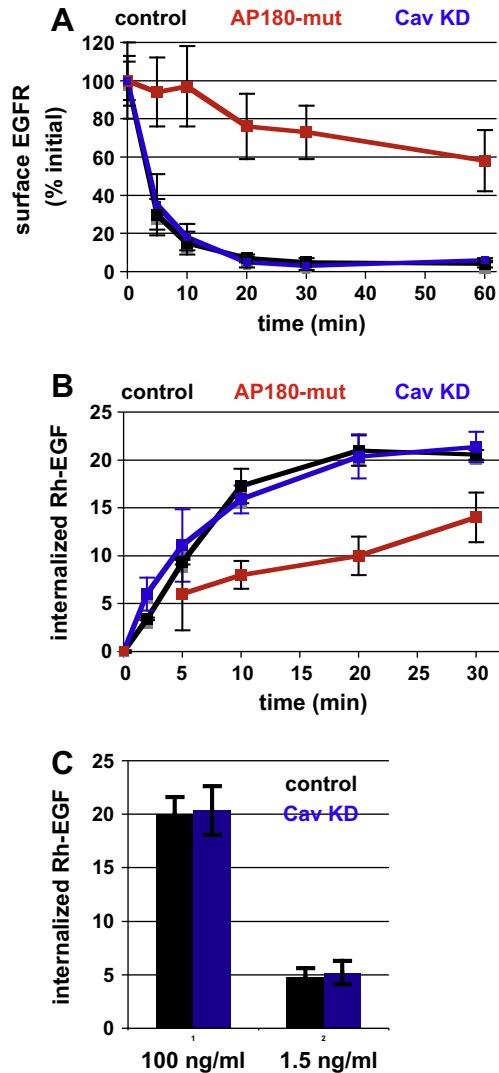 A control AP180-mut Cav KD
120
100
80
60
40
20
0
surface EGFR
(% initial)
0 10 20 30 40 50 60
time (min)
B control AP180-mut Cav KD
25
20
15
10
5
0
internalized Rh-EGF
0 5 10 15 20 25 30
time (min)
C
25
20
15
10
5
0
internalized Rh-EGF
control
Cav KD
1 2
100 ng/ml 1.5 ng/ml